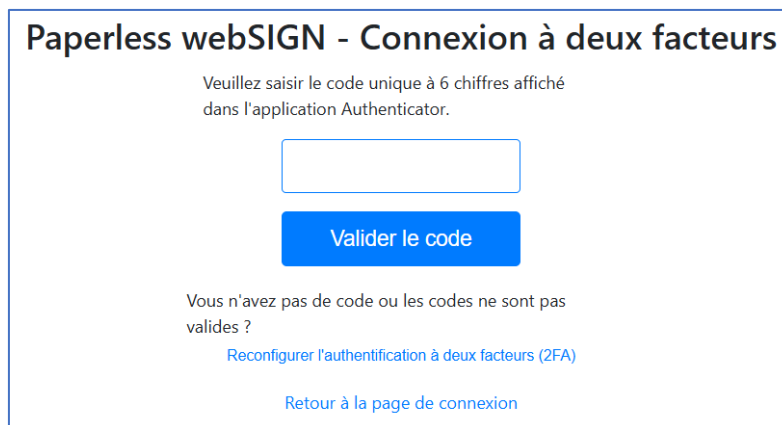 Paperless webSIGN - Connexion à deux facteurs
Veuillez saisir le code unique à 6 chiffres affiché
dans l'application Authenticator.
Valider le code
Vous n'avez pas de code ou les codes ne sont pas
valides ?
Reconfigurer l'authentification à deux facteurs (2FA)
Retour à la page de connexion